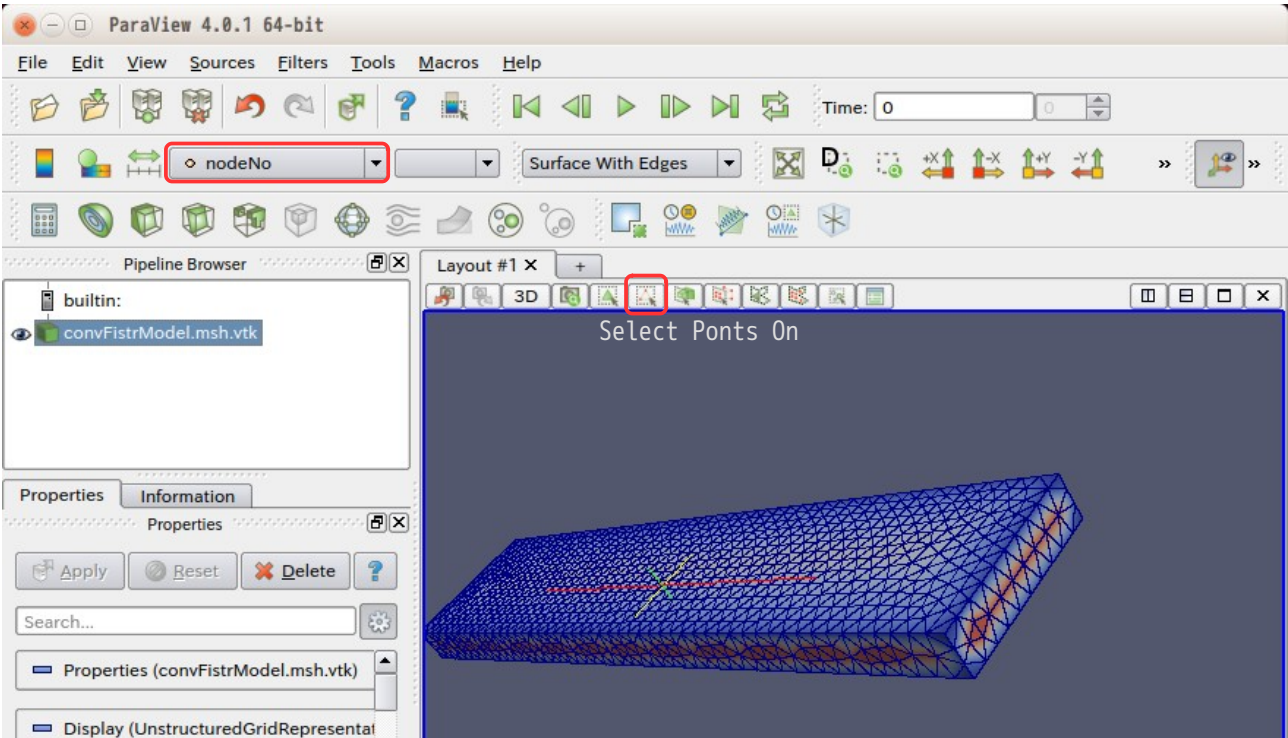 ParaView 4.0.1 64-bit
File Edit View Sources Filters Tools Macros Help
? Time: 0 0
nodeNo Surface With Edges D +X -X +Y -Y » »
Pipeline Browser Layout #1 X +
builtin: 3D
convFistrModel.msh.vtk Select Ponts On
Properties Information
Properties
Apply Reset Delete ?
Search...
Properties (convFistrModel.msh.vtk)
Display (UnstructuredGridRepresentat